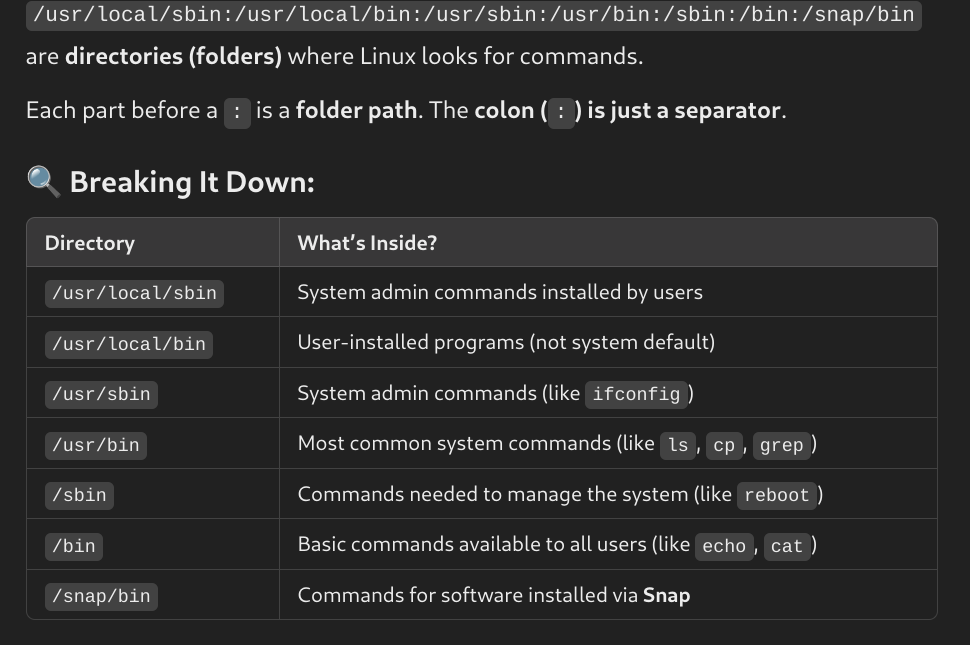 /usr/local/sbin:/usr/local/bin:/usr/sbin:/usr/bin:/sbin:/bin:/snap/bin
are directories (folders) where Linux looks for commands.
Each part before a : is a folder path. The colon (:) is just a separator.
🔍 Breaking It Down:
Directory What's Inside?
/usr/local/sbin System admin commands installed by users
/usr/local/bin User-installed programs (not system default)
/usr/sbin System admin commands (like ifconfig)
/usr/bin Most common system commands (like ls, cp, grep)
/sbin Commands needed to manage the system (like reboot)
/bin Basic commands available to all users (like echo, cat)
/snap/bin Commands for software installed via Snap